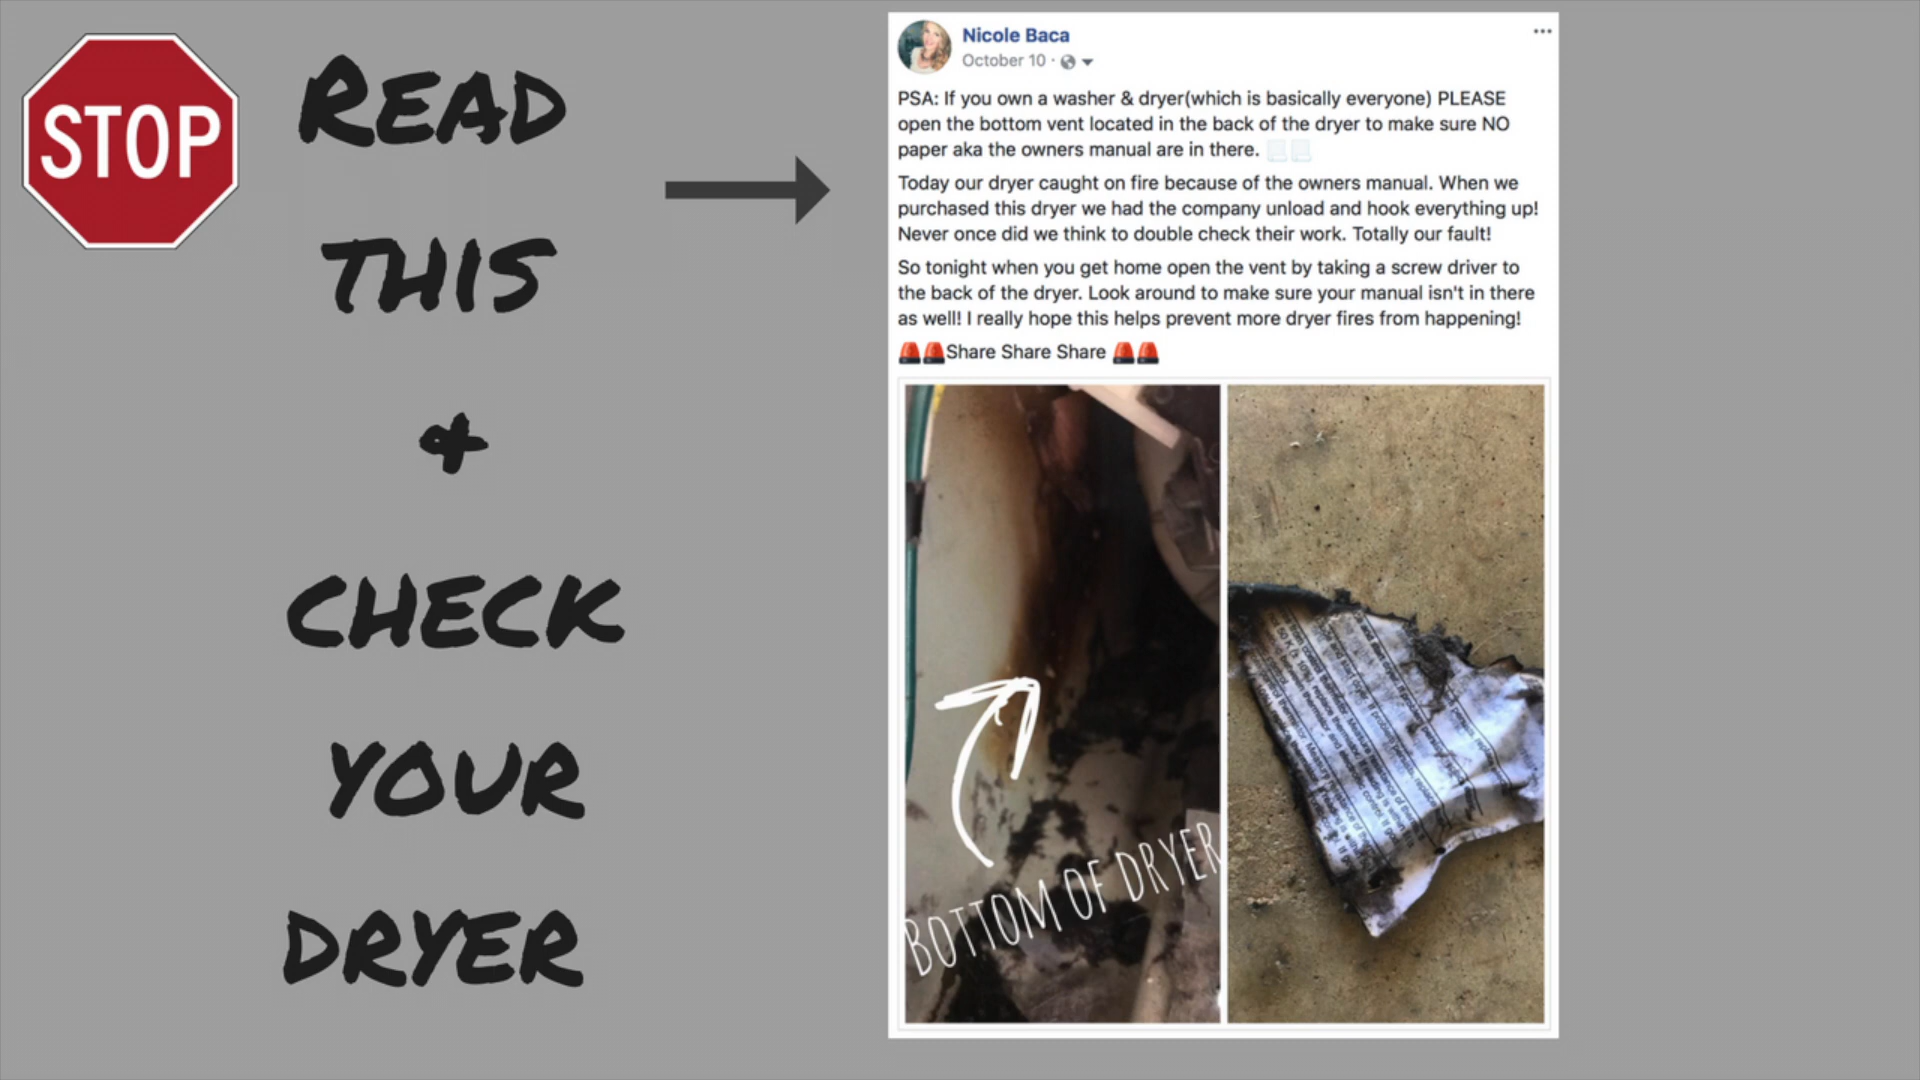 STOP
READ
THIS
&
CHECK
YOUR
DRYER
Nicole Baca
October 10 ·
PSA: If you own a washer & dryer(which is basically everyone) PLEASE
open the bottom vent located in the back of the dryer to make sure NO
paper aka the owners manual are in there.
Today our dryer caught on fire because of the owners manual. When we
purchased this dryer we had the company unload and hook everything up!
Never once did we think to double check their work. Totally our fault!
So tonight when you get home open the vent by taking a screw driver to
the back of the dryer. Look around to make sure your manual isn't in there
as well! I really hope this helps prevent more dryer fires from happening!
🚨🚨Share Share Share 🚨🚨
BOTTOM OF DRYER